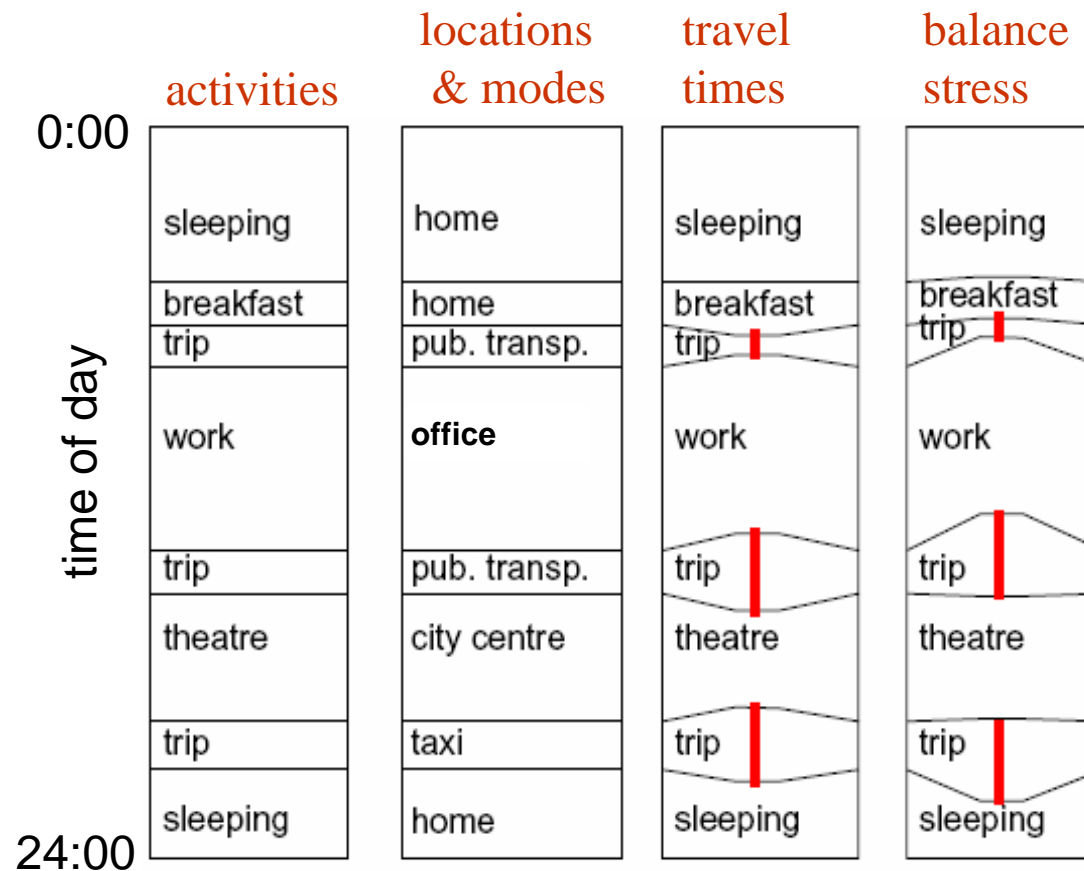 activities
locations
& modes
travel
times
balance
stress
0:00
24:00
time of day
sleeping
breakfast
trip
work
trip
theatre
trip
sleeping
home
home
pub. transp.
office
pub. transp.
city centre
taxi
home
sleeping
breakfast
trip
work
trip
theatre
trip
sleeping
sleeping
breakfast
trip
work
trip
theatre
trip
sleeping